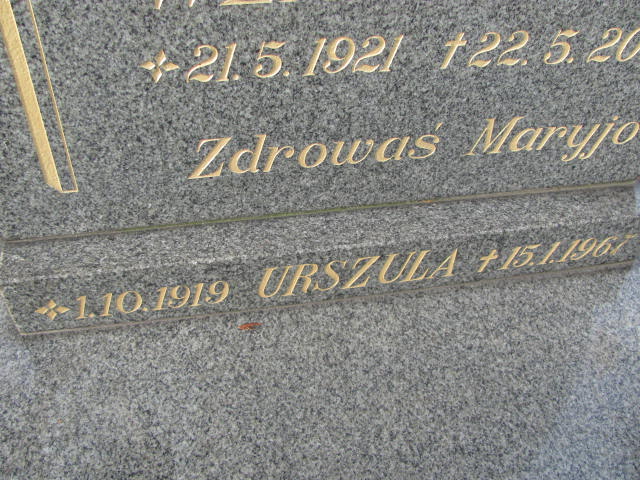 21.5.1921 †22.5.20
Zdrowaś Maryjo
1.10.1919 URSZULA †15.1.1967